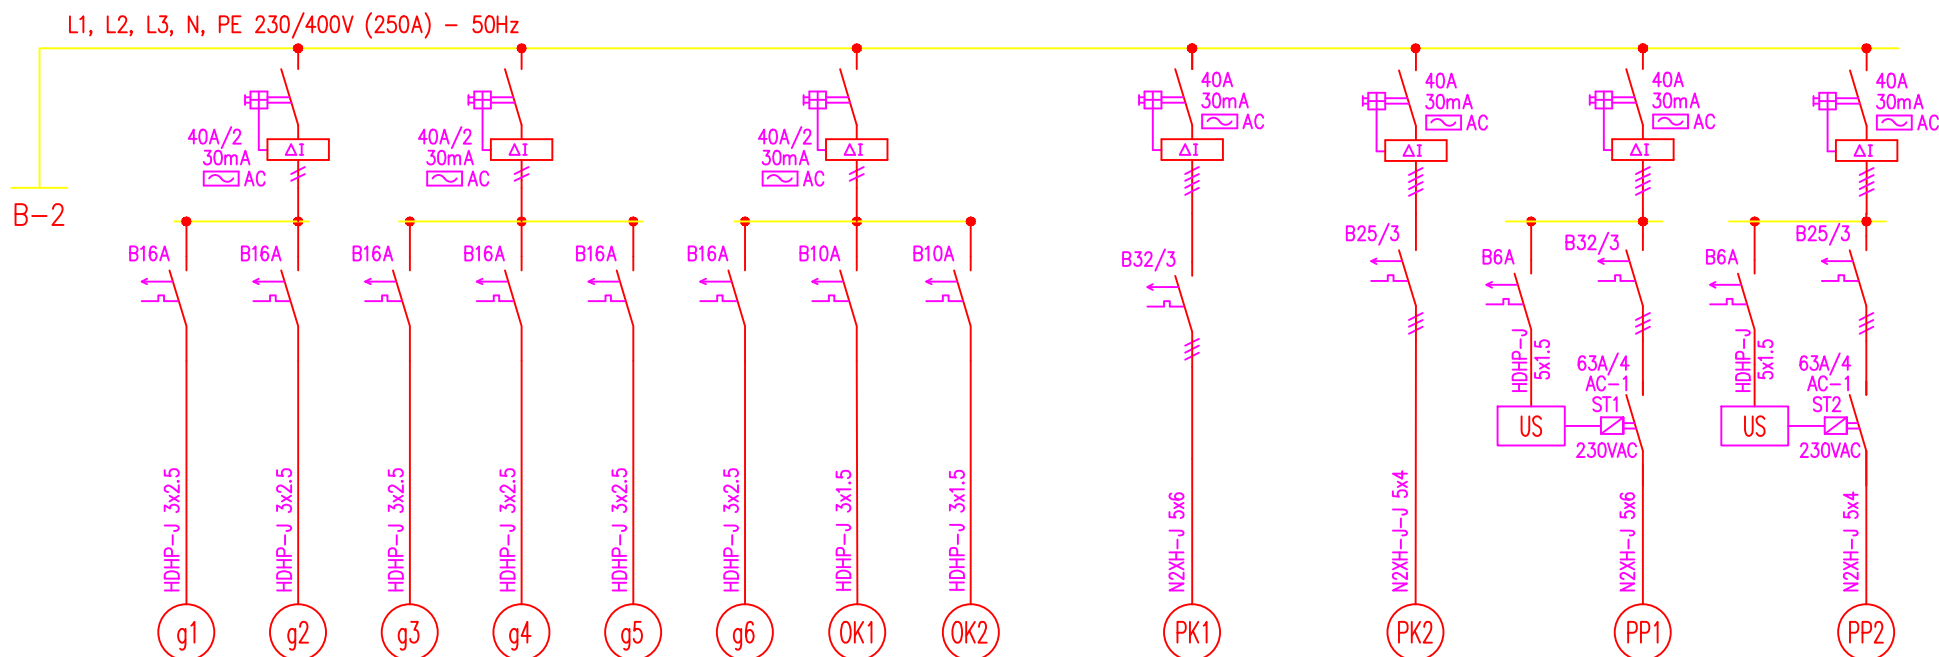 L1, L2, L3, N, PE 230/400V (250A) – 50Hz
B–2
40A/2
30mA
AC
ΔI
40A/2
30mA
AC
ΔI
40A/2
30mA
AC
ΔI
40A
30mA
AC
ΔI
40A
30mA
AC
ΔI
40A
30mA
AC
ΔI
40A
30mA
AC
ΔI
B16A
B16A
B16A
B16A
B16A
B16A
B10A
B10A
B32/3
B25/3
B6A
B32/3
B6A
B25/3
HDHP–J
5x1.5
63A/4
AC–1
ST1
US
230VAC
HDHP–J
5x1.5
63A/4
AC–1
ST2
US
230VAC
HDHP–J 3x2.5
HDHP–J 3x2.5
HDHP–J 3x2.5
HDHP–J 3x2.5
HDHP–J 3x2.5
HDHP–J 3x2.5
HDHP–J 3x1.5
HDHP–J 3x1.5
N2XH–J 5x6
N2XH–J–J 5x4
N2XH–J 5x6
N2XH–J 5x4
g1
g2
g3
g4
g5
g6
OK1
OK2
PK1
PK2
PP1
PP2